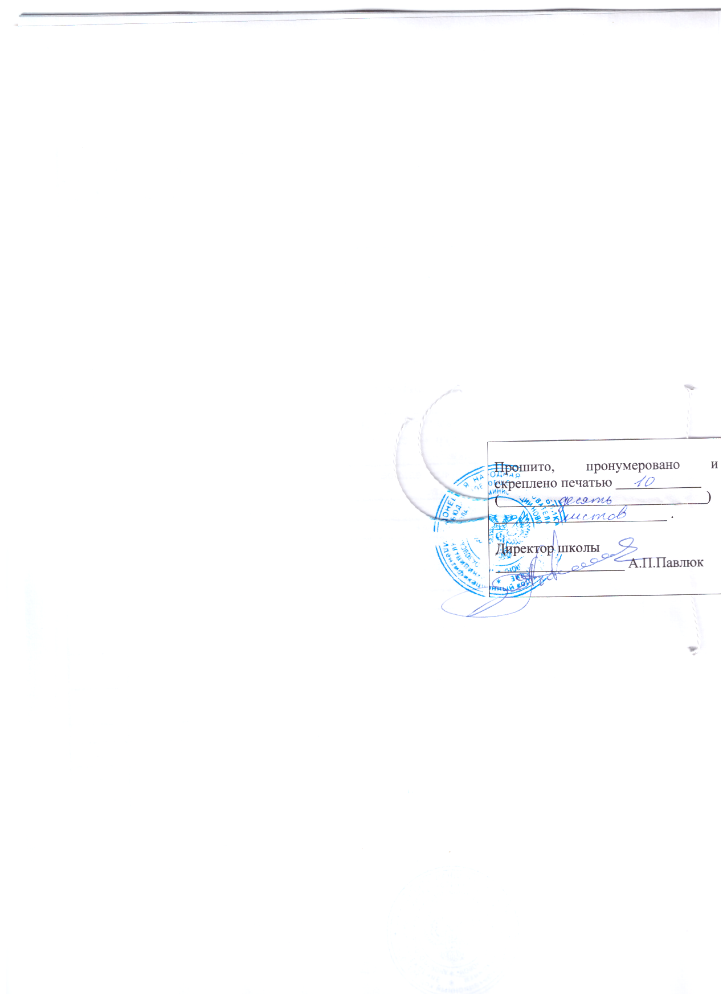 Прошито, пронумеровано и
скреплено печатью 10
( десять )
листов .
Директор школы
А.П.Павлюк